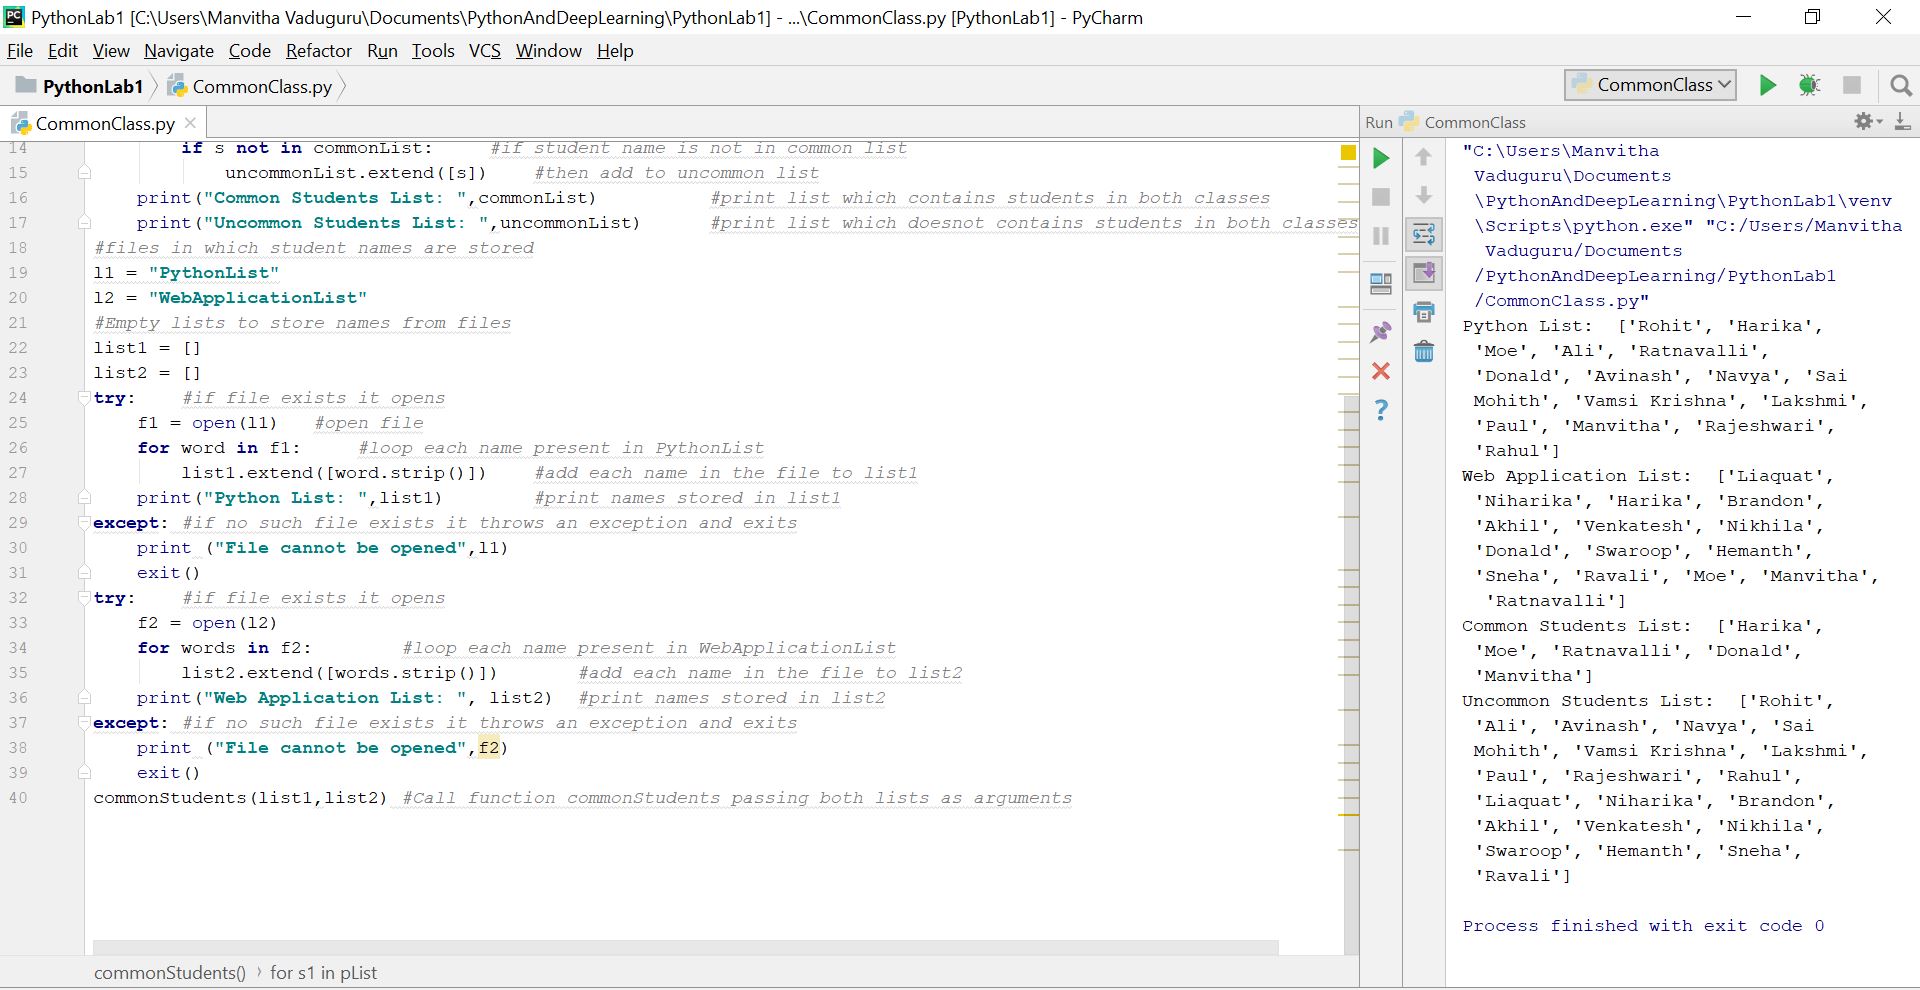 PythonLab1 [C:\Users\Manvitha Vaduguru\Documents\PythonAndDeepLearning\PythonLab1] - ...\CommonClass.py [PythonLab1] - PyCharm
File Edit View Navigate Code Refactor Run Tools VCS Window Help
PythonLab1 CommonClass.py
CommonClass
CommonClass.py
14 if s not in commonList: #if student name is not in common list
15 uncommonList.extend([s]) #then add to uncommon list
16 print("Common Students List: ",commonList) #print list which contains students in both classes
17 print("Uncommon Students List: ",uncommonList) #print list which doesnot contains students in both classes
18 #files in which student names are stored
19 l1 = "PythonList"
20 l2 = "WebApplicationList"
21 #Empty lists to store names from files
22 list1 = []
23 list2 = []
24 try: #if file exists it opens
25 f1 = open(l1) #open file
26 for word in f1: #loop each name present in PythonList
27 list1.extend([word.strip()]) #add each name in the file to list1
28 print("Python List: ",list1) #print names stored in list1
29 except: #if no such file exists it throws an exception and exits
30 print ("File cannot be opened",l1)
31 exit()
32 try: #if file exists it opens
33 f2 = open(l2)
34 for words in f2: #loop each name present in WebApplicationList
35 list2.extend([words.strip()]) #add each name in the file to list2
36 print("Web Application List: ", list2) #print names stored in list2
37 except: #if no such file exists it throws an exception and exits
38 print ("File cannot be opened",f2)
39 exit()
40 commonStudents(list1,list2) #Call function commonStudents passing both lists as arguments
commonStudents() › for s1 in pList
Run CommonClass
"C:\Users\Manvitha
Vaduguru\Documents
\PythonAndDeepLearning\PythonLab1\venv
\Scripts\python.exe" "C:/Users/Manvitha
Vaduguru/Documents
/PythonAndDeepLearning/PythonLab1
/CommonClass.py"
Python List:  ['Rohit', 'Harika',
'Moe', 'Ali', 'Ratnavalli',
'Donald', 'Avinash', 'Navya', 'Sai
Mohith', 'Vamsi Krishna', 'Lakshmi',
'Paul', 'Manvitha', 'Rajeshwari',
'Rahul']
Web Application List:  ['Liaquat',
'Niharika', 'Harika', 'Brandon',
'Akhil', 'Venkatesh', 'Nikhila',
'Donald', 'Swaroop', 'Hemanth',
'Sneha', 'Ravali', 'Moe', 'Manvitha',
'Ratnavalli']
Common Students List:  ['Harika',
'Moe', 'Ratnavalli', 'Donald',
'Manvitha']
Uncommon Students List:  ['Rohit',
'Ali', 'Avinash', 'Navya', 'Sai
Mohith', 'Vamsi Krishna', 'Lakshmi',
'Paul', 'Rajeshwari', 'Rahul',
'Liaquat', 'Niharika', 'Brandon',
'Akhil', 'Venkatesh', 'Nikhila',
'Swaroop', 'Hemanth', 'Sneha',
'Ravali']
Process finished with exit code 0